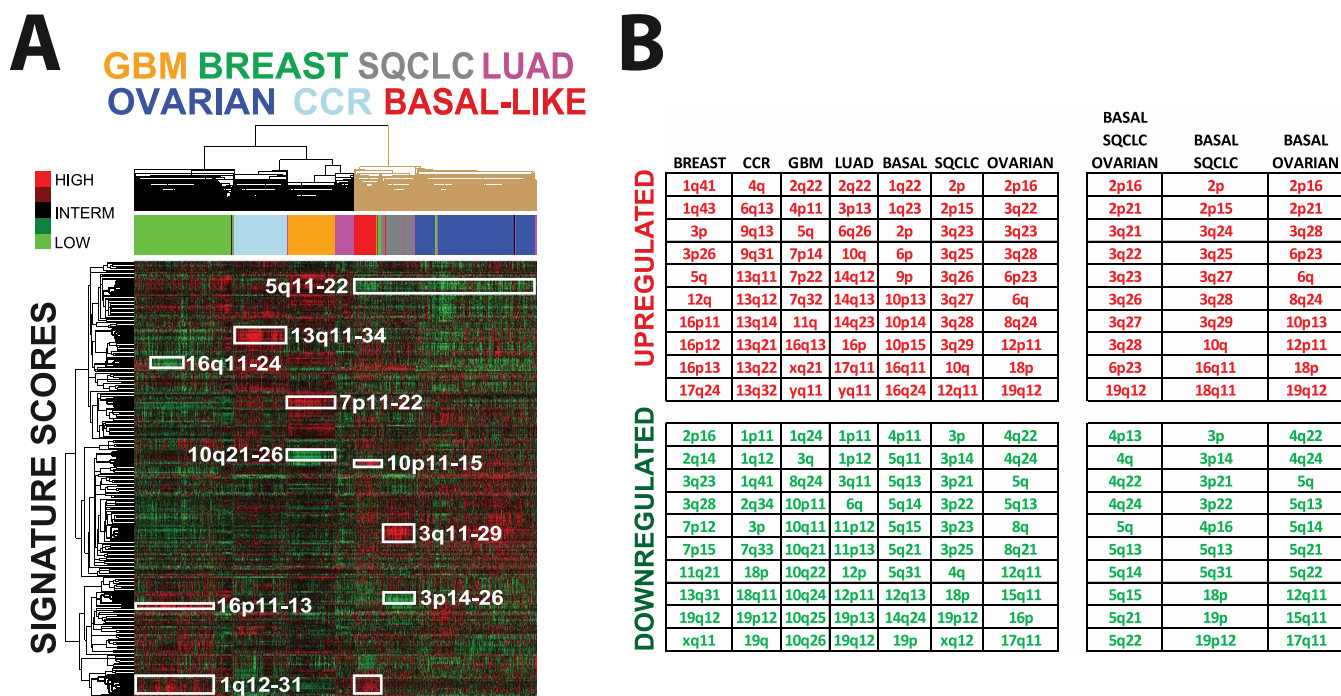 A
GBM BREAST SQCLC LUAD
OVARIAN CCR BASAL-LIKE
HIGH
INTERM
LOW
SIGNATURE SCORES
5q11-22
13q11-34
16q11-24
7p11-22
10q21-26
10p11-15
3q11-29
3p14-26
16p11-13
1q12-31
B
BREAST CCR GBM LUAD BASAL SQCLC OVARIAN
BASAL SQCLC OVARIAN
BASAL SQCLC
BASAL OVARIAN
UPREGULATED
1q41 4q 2q22 2q22 1q22 2p 2p16 2p16 2p 2p16
1q43 6q13 4p11 3p13 1q23 2p15 3q22 2p21 2p15 2p21
3p 9q13 5q 6q26 2p 3q23 3q23 3q21 3q24 3q28
3p26 9q31 7p14 10q 6p 3q25 3q28 3q22 3q25 6p23
5q 13q11 7p22 14q12 9p 3q26 6p23 3q23 3q27 6q
12q 13q12 7q32 14q13 10p13 3q27 6q 3q26 3q28 8q24
16p11 13q14 11q 14q23 10p14 3q28 8q24 3q27 3q29 10p13
16p12 13q21 16q13 16p 10p15 3q29 12p11 3q28 10q 12p11
16p13 13q22 xq21 17q11 16q11 10q 18p 6p23 16q11 18p
17q24 13q32 yq11 yq11 16q24 12q11 19q12 19q12 18q11 19q12
DOWNREGULATED
2p16 1p11 1q24 1p11 4p11 3p 4q22 4p13 3p 4q22
2q14 1q12 3q 1p12 5q11 3p14 4q24 4q 3p14 4q24
3q23 1q41 8q24 3q11 5q13 3p21 5q 4q22 3p21 5q
3q28 2q34 10p11 6q 5q14 3p22 5q13 4q24 3p22 5q13
7p12 3p 10q11 11p12 5q15 3p23 8q 5q 4p16 5q14
7p15 7q33 10q21 11p13 5q21 3p25 8q21 5q13 5q13 5q21
11q21 18p 10q22 12p 5q31 4q 12q11 5q14 5q31 5q22
13q31 18q11 10q24 12p11 12q13 18p 15q11 5q15 18p 12q11
19q12 19p12 10q25 19p13 14q24 19p12 16p 5q21 19p 15q11
xq11 19q 10q26 19q12 19p xq12 17q11 5q22 19p12 17q11